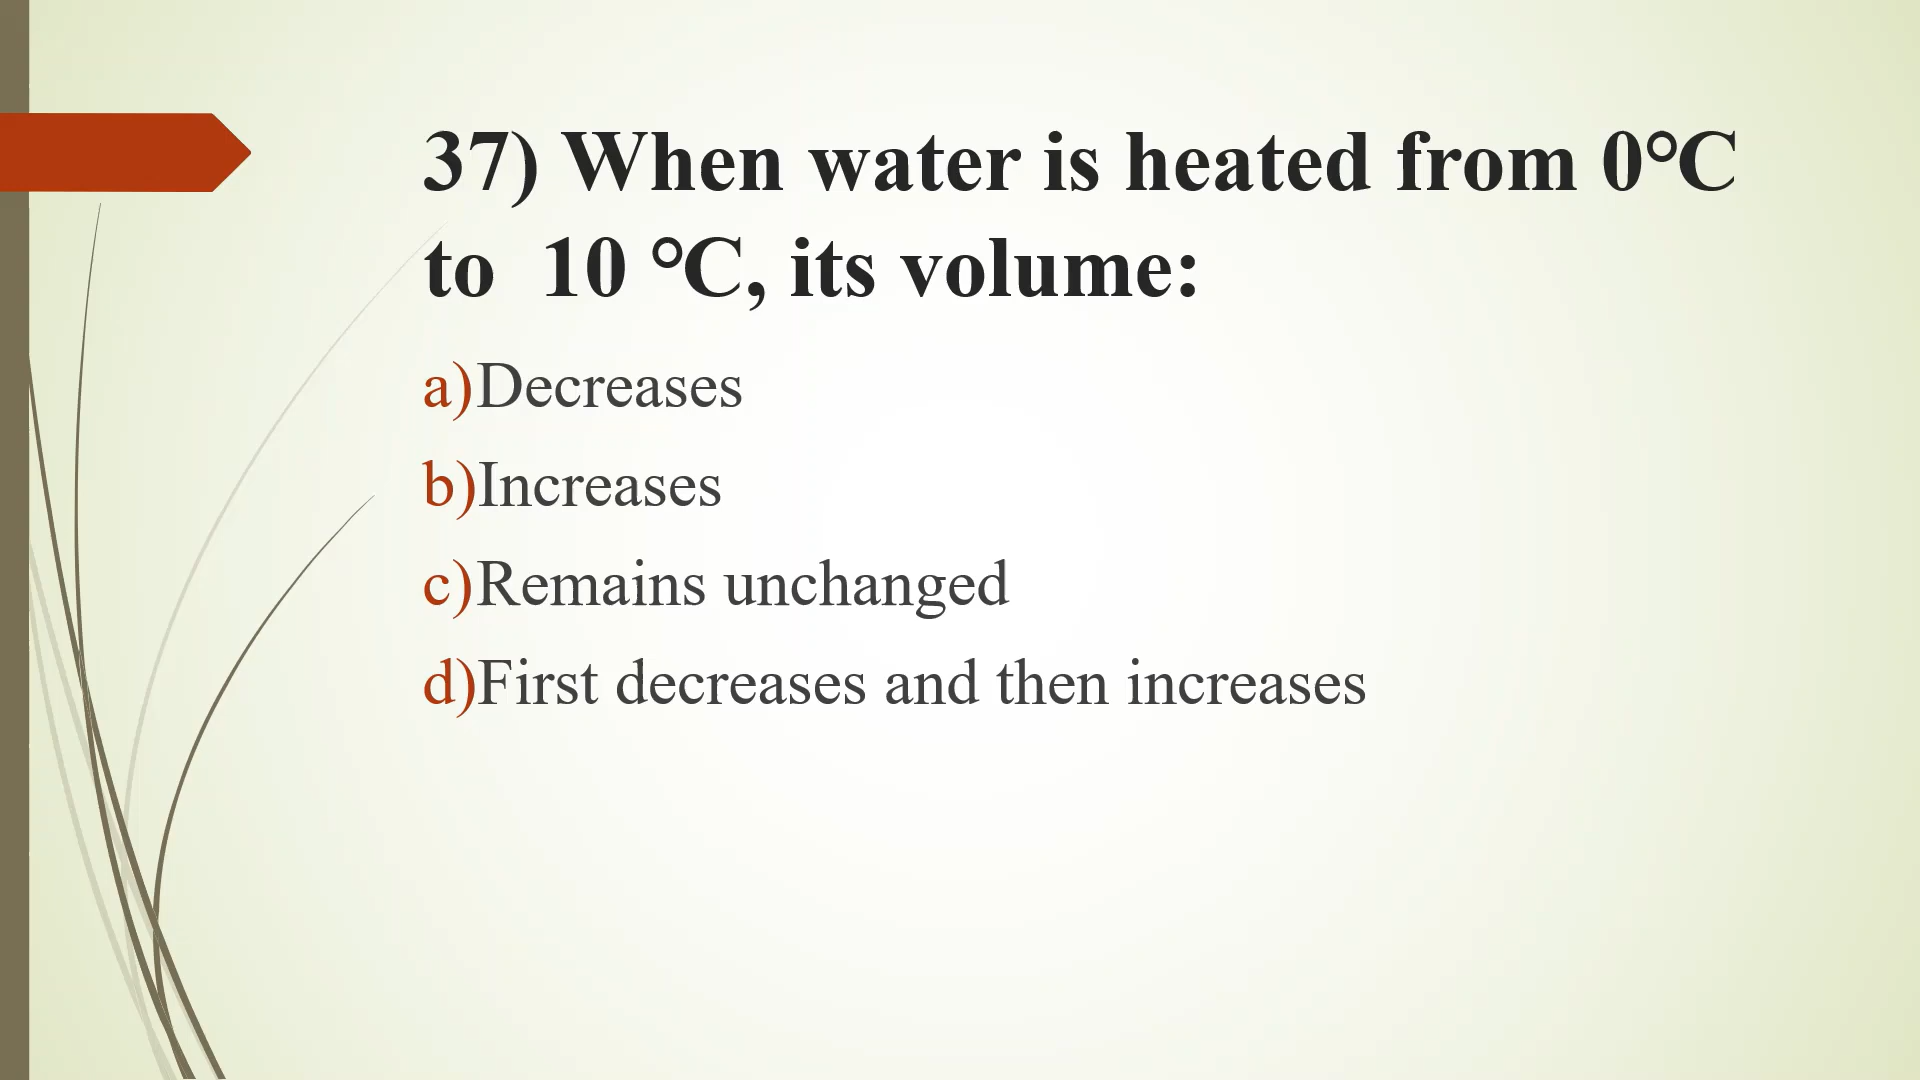 37) When water is heated from 0°C
to  10 °C, its volume:
a)Decreases
b)Increases
c)Remains unchanged
d)First decreases and then increases